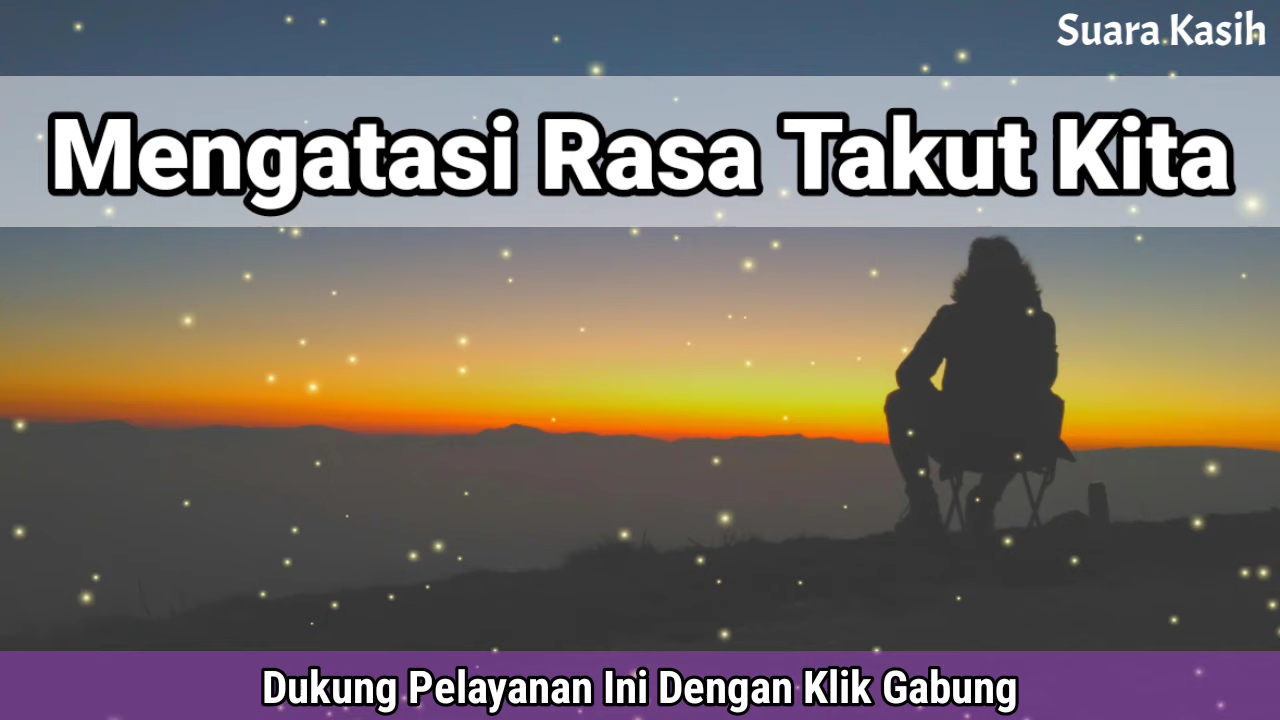 Suara Kasih
Mengatasi Rasa Takut Kita
Dukung Pelayanan Ini Dengan Klik Gabung